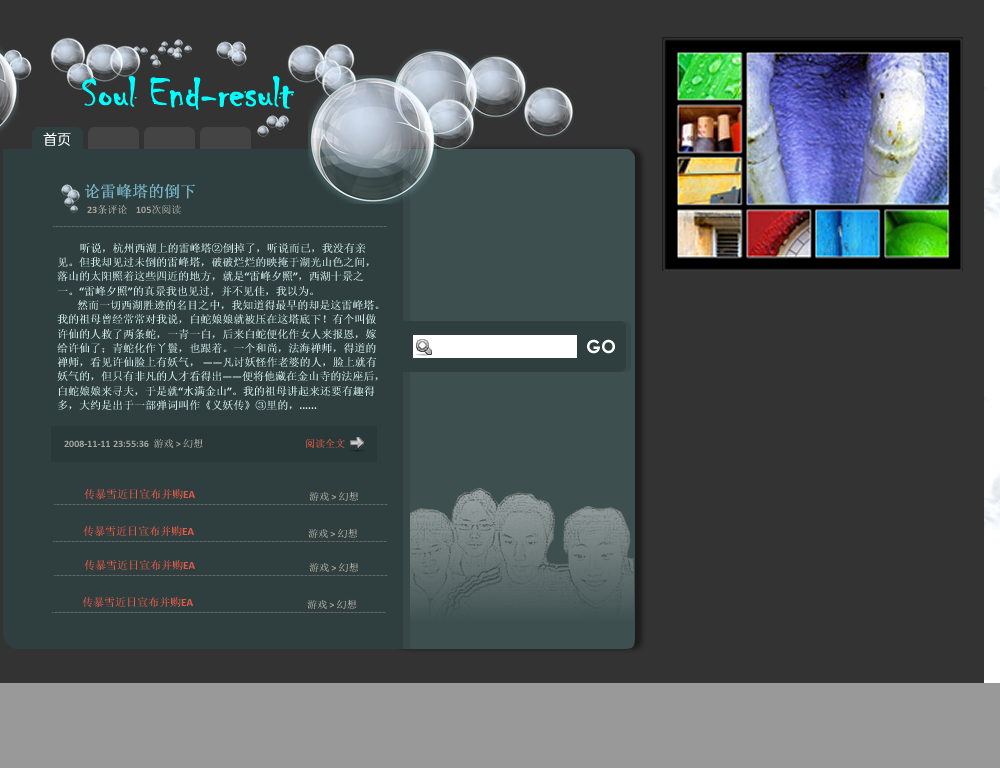 Soul End-result
首页
论雷峰塔的倒下
23条评论 105次阅读
听说，杭州西湖上的雷峰塔②倒掉了，听说而已，我没有亲
见。但我却见过未倒的雷峰塔，破破烂烂的映掩于湖光山色之间，
落山的太阳照着这些四近的地方，就是“雷峰夕照”，西湖十景之
一。“雷峰夕照”的真景我也见过，并不见佳，我以为。
然而一切西湖胜迹的名目之中，我知道得最早的却是这雷峰塔。
我的祖母曾经常常对我说，白蛇娘娘就被压在这塔底下！有个叫做
许仙的人救了两条蛇，一青一白，后来白蛇便化作女人来报恩，嫁
给许仙了；青蛇化作丫鬟，也跟着。一个和尚，法海禅师，得道的
禅师，看见许仙脸上有妖气， ——凡讨妖怪作老婆的人，脸上就有
妖气的，但只有非凡的人才看得出——便将他藏在金山寺的法座后，
白蛇娘娘来寻夫，于是就“水满金山”。我的祖母讲起来还要有趣得
多，大约是出于一部弹词叫作《义妖传》③里的，……
2008-11-11 23:55:36 游戏 > 幻想
阅读全文
GO
传暴雪近日宣布并购EA 游戏 > 幻想
传暴雪近日宣布并购EA 游戏 > 幻想
传暴雪近日宣布并购EA 游戏 > 幻想
传暴雪近日宣布并购EA 游戏 > 幻想